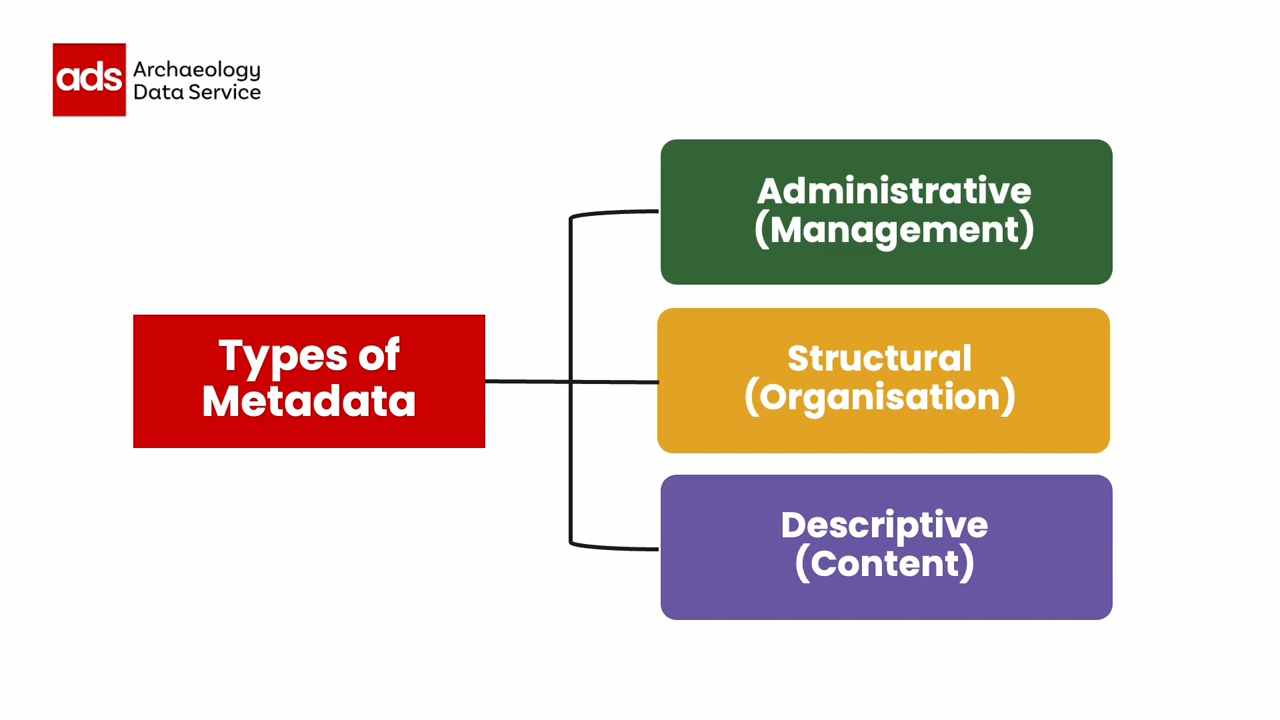 ads
Archaeology
Data Service
Types of
Metadata
Administrative
(Management)
Structural
(Organisation)
Descriptive
(Content)